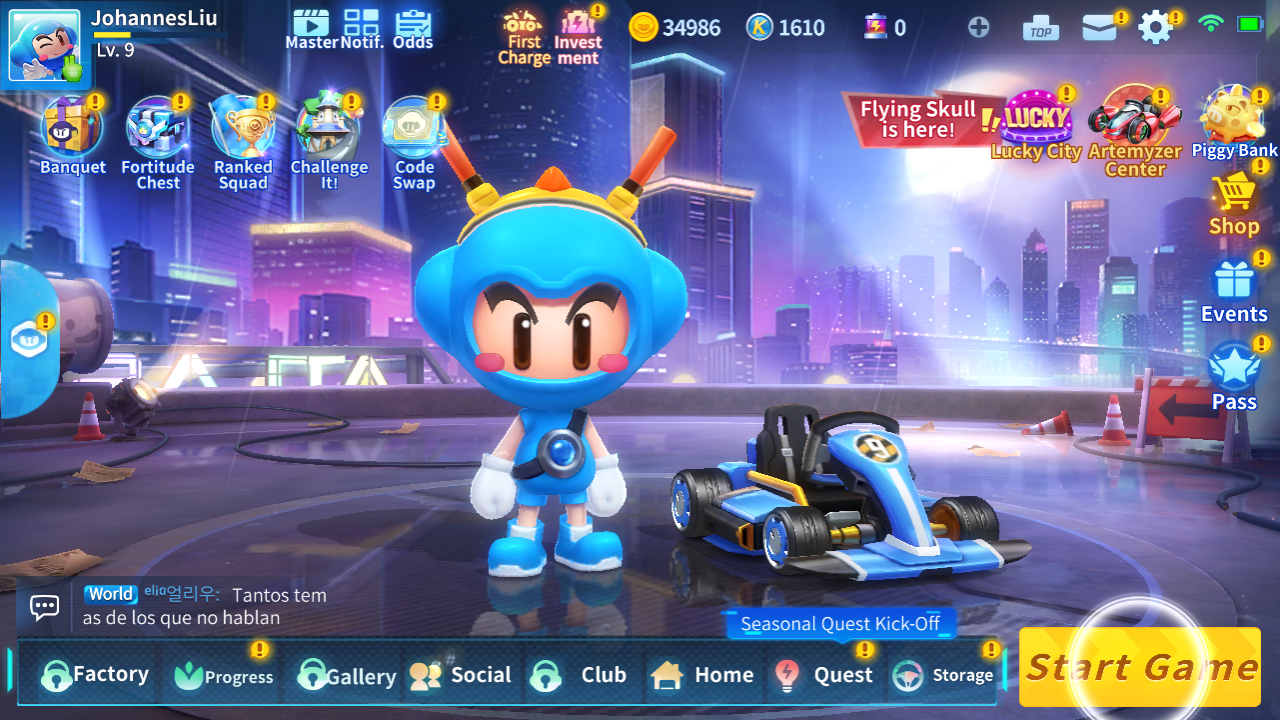 JohannesLiu
Lv. 9
Master
Notif.
Odds
First
Charge
Invest
ment
34986
K
1610
0
TOP
Banquet
Fortitude
Chest
Ranked
Squad
Challenge
It!
Code
Swap
Flying Skull
is here!
LUCKY
Lucky City
Artemyzer
Center
Piggy Bank
Shop
Events
Pass
9
World elia얼리우: Tantos tem
as de los que no hablan
Seasonal Quest Kick-Off
Factory
Progress
Gallery
# Social
Club
Home
Quest
Storage
Start Game